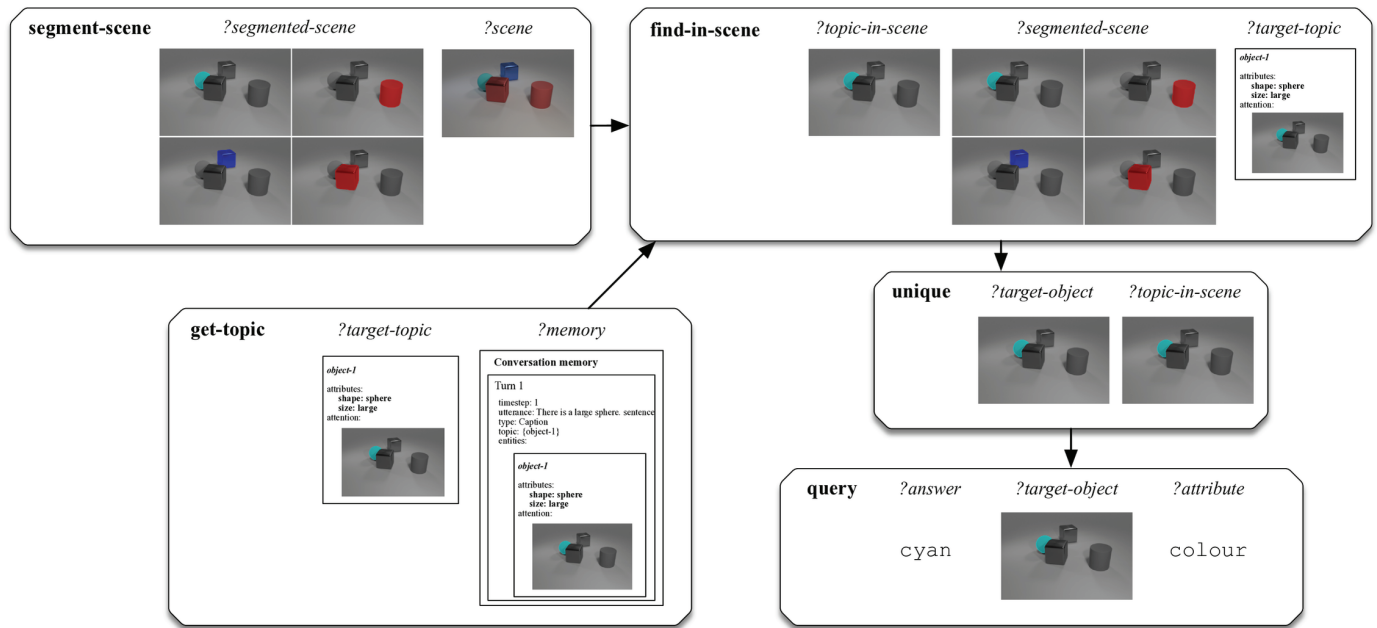 segment-scene ?segmented-scene ?scene
find-in-scene ?topic-in-scene ?segmented-scene ?target-topic
object-1
attributes:
shape: sphere
size: large
attention:
get-topic ?target-topic ?memory
object-1
attributes:
shape: sphere
size: large
attention:
Conversation memory
Turn 1
timestep: 1
utterance: There is a large sphere. sentence
type: Caption
topic: {object-1}
entities:
object-1
attributes:
shape: sphere
size: large
attention:
unique ?target-object ?topic-in-scene
query ?answer ?target-object ?attribute
cyan colour